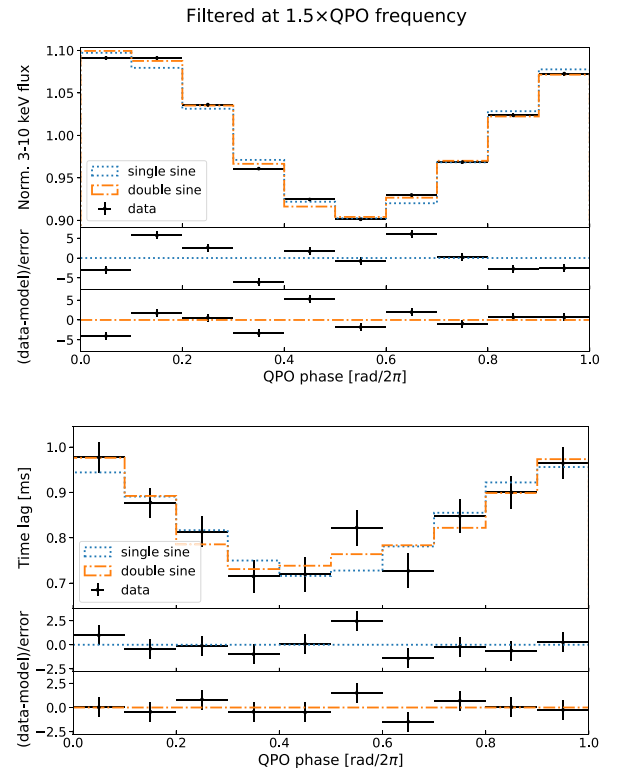 Filtered at 1.5×QPO frequency
Norm. 3-10 keV flux
1.10
1.05
1.00
0.95
0.90
single sine
double sine
data
(data-model)/error
5
0
−5
5
0
−5
0.0 0.2 0.4 0.6 0.8 1.0
QPO phase [rad/2π]
Time lag [ms]
1.0
0.9
0.8
0.7
single sine
double sine
data
(data-model)/error
2.5
0.0
−2.5
2.5
0.0
−2.5
0.0 0.2 0.4 0.6 0.8 1.0
QPO phase [rad/2π]